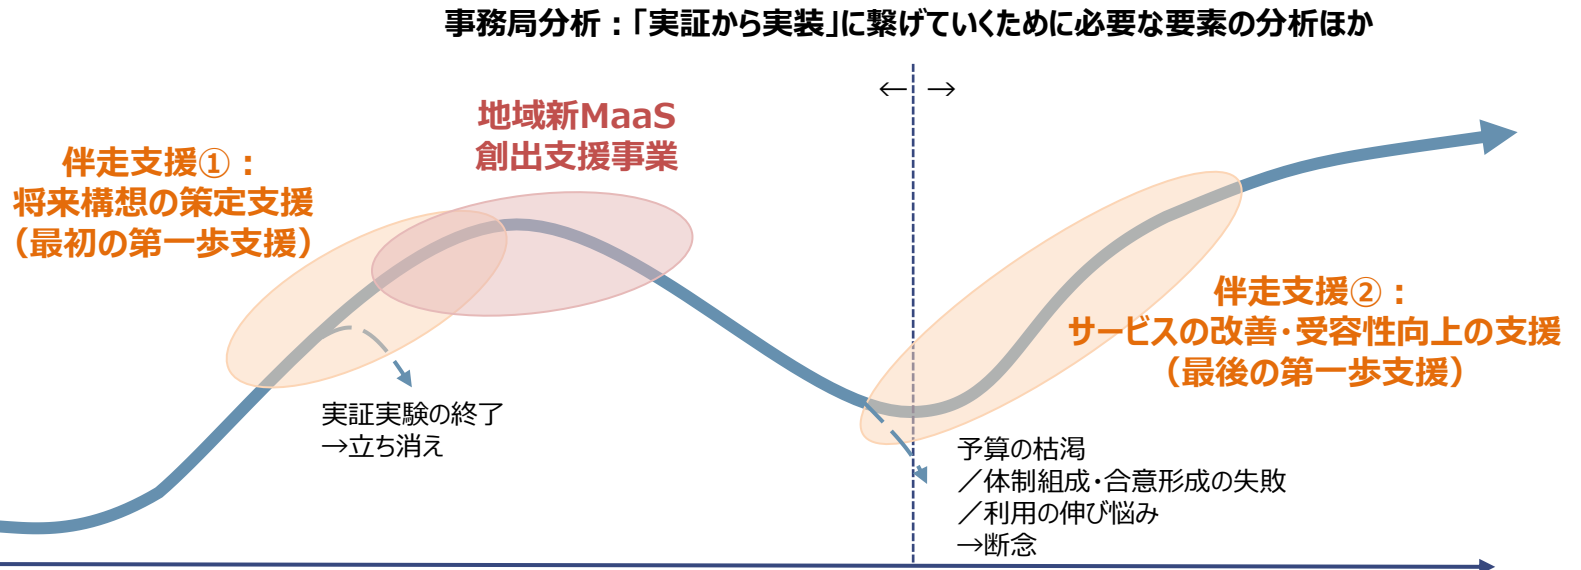 事務局分析：「実証から実装」に繋げていくために必要な要素の分析ほか
← →
地域新MaaS
創出支援事業
伴走支援①：
将来構想の策定支援
（最初の第一歩支援）
伴走支援②：
サービスの改善・受容性向上の支援
（最後の第一歩支援）
実証実験の終了
→立ち消え
予算の枯渇
／体制組成・合意形成の失敗
／利用の伸び悩み
→断念